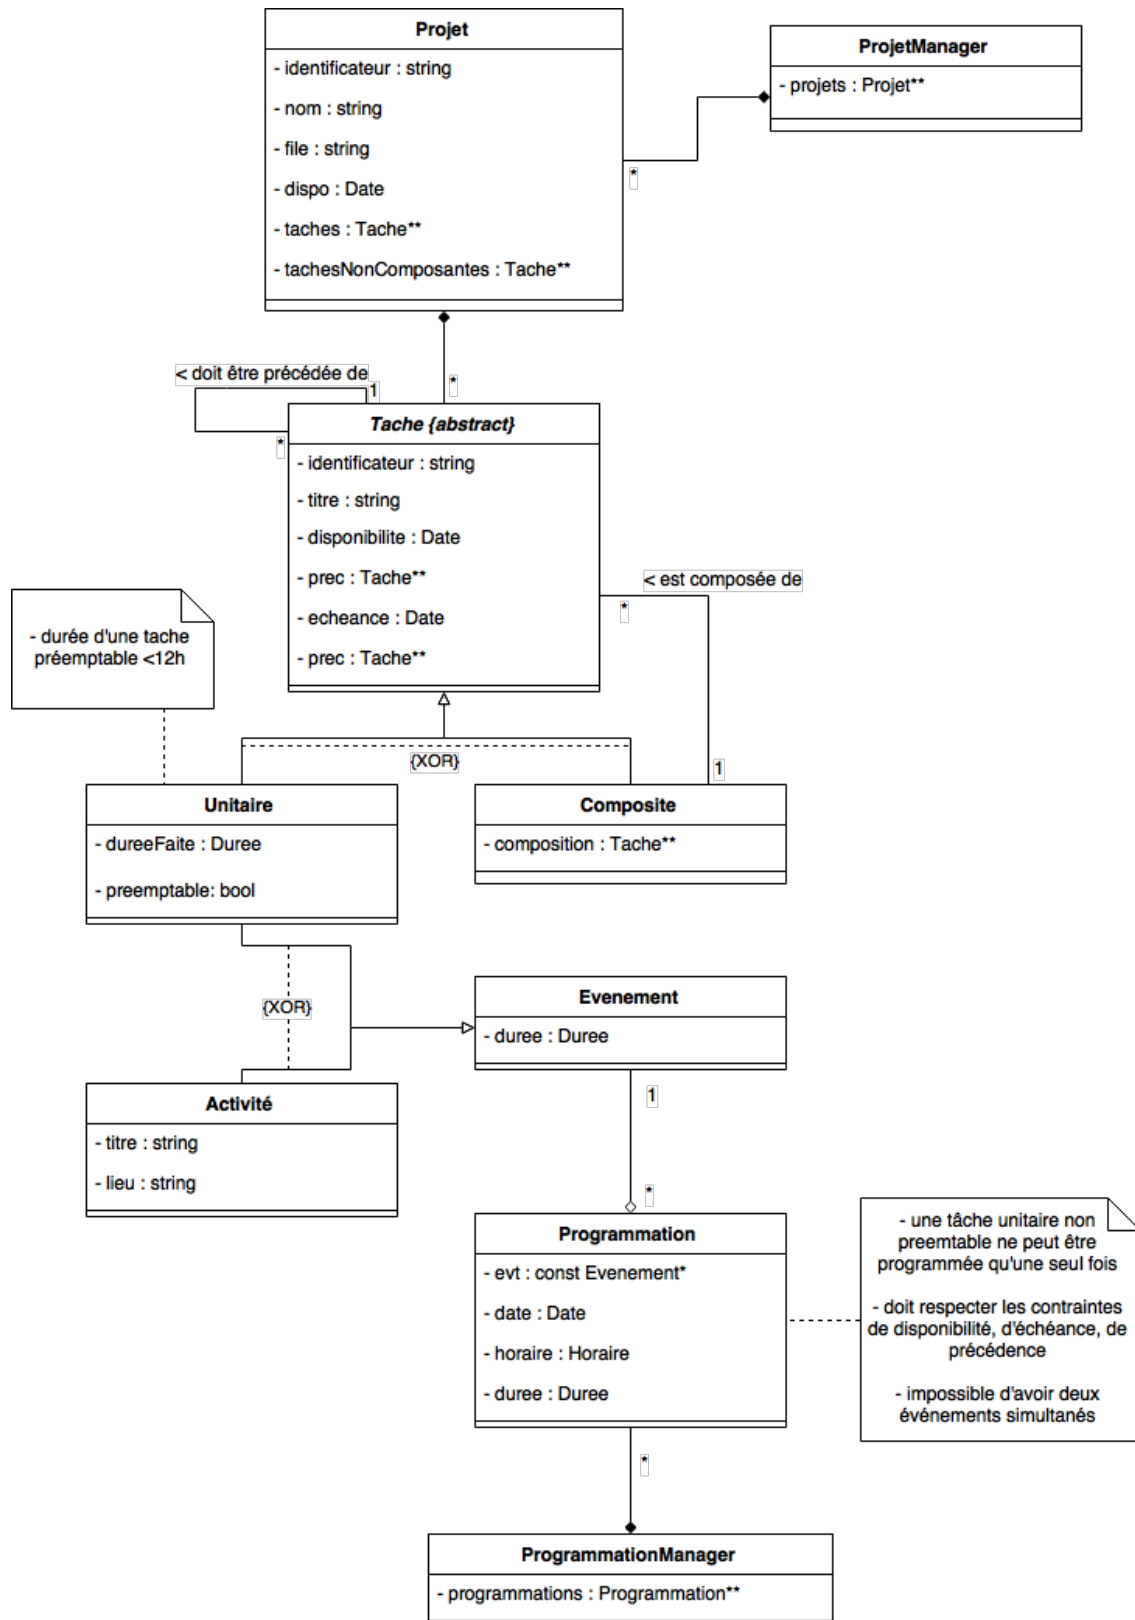 Projet
- identificateur : string
- nom : string
- file : string
- dispo : Date
- taches : Tache**
- tachesNonComposantes : Tache**
ProjetManager
- projets : Projet**
*
*
< doit être précédée de
1
*
Tache {abstract}
- identificateur : string
- titre : string
- disponibilite : Date
- prec : Tache**
- echeance : Date
- prec : Tache**
< est composée de
*
1
- durée d'une tache
préemptable <12h
{XOR}
Unitaire
- dureeFaite : Duree
- preemptable: bool
Composite
- composition : Tache**
{XOR}
Evenement
- duree : Duree
Activité
- titre : string
- lieu : string
1
*
Programmation
- evt : const Evenement*
- date : Date
- horaire : Horaire
- duree : Duree
- une tâche unitaire non
preemtable ne peut être
programmée qu'une seul fois
- doit respecter les contraintes
de disponibilité, d'échéance, de
précédence
- impossible d'avoir deux
événements simultanés
*
ProgrammationManager
- programmations : Programmation**